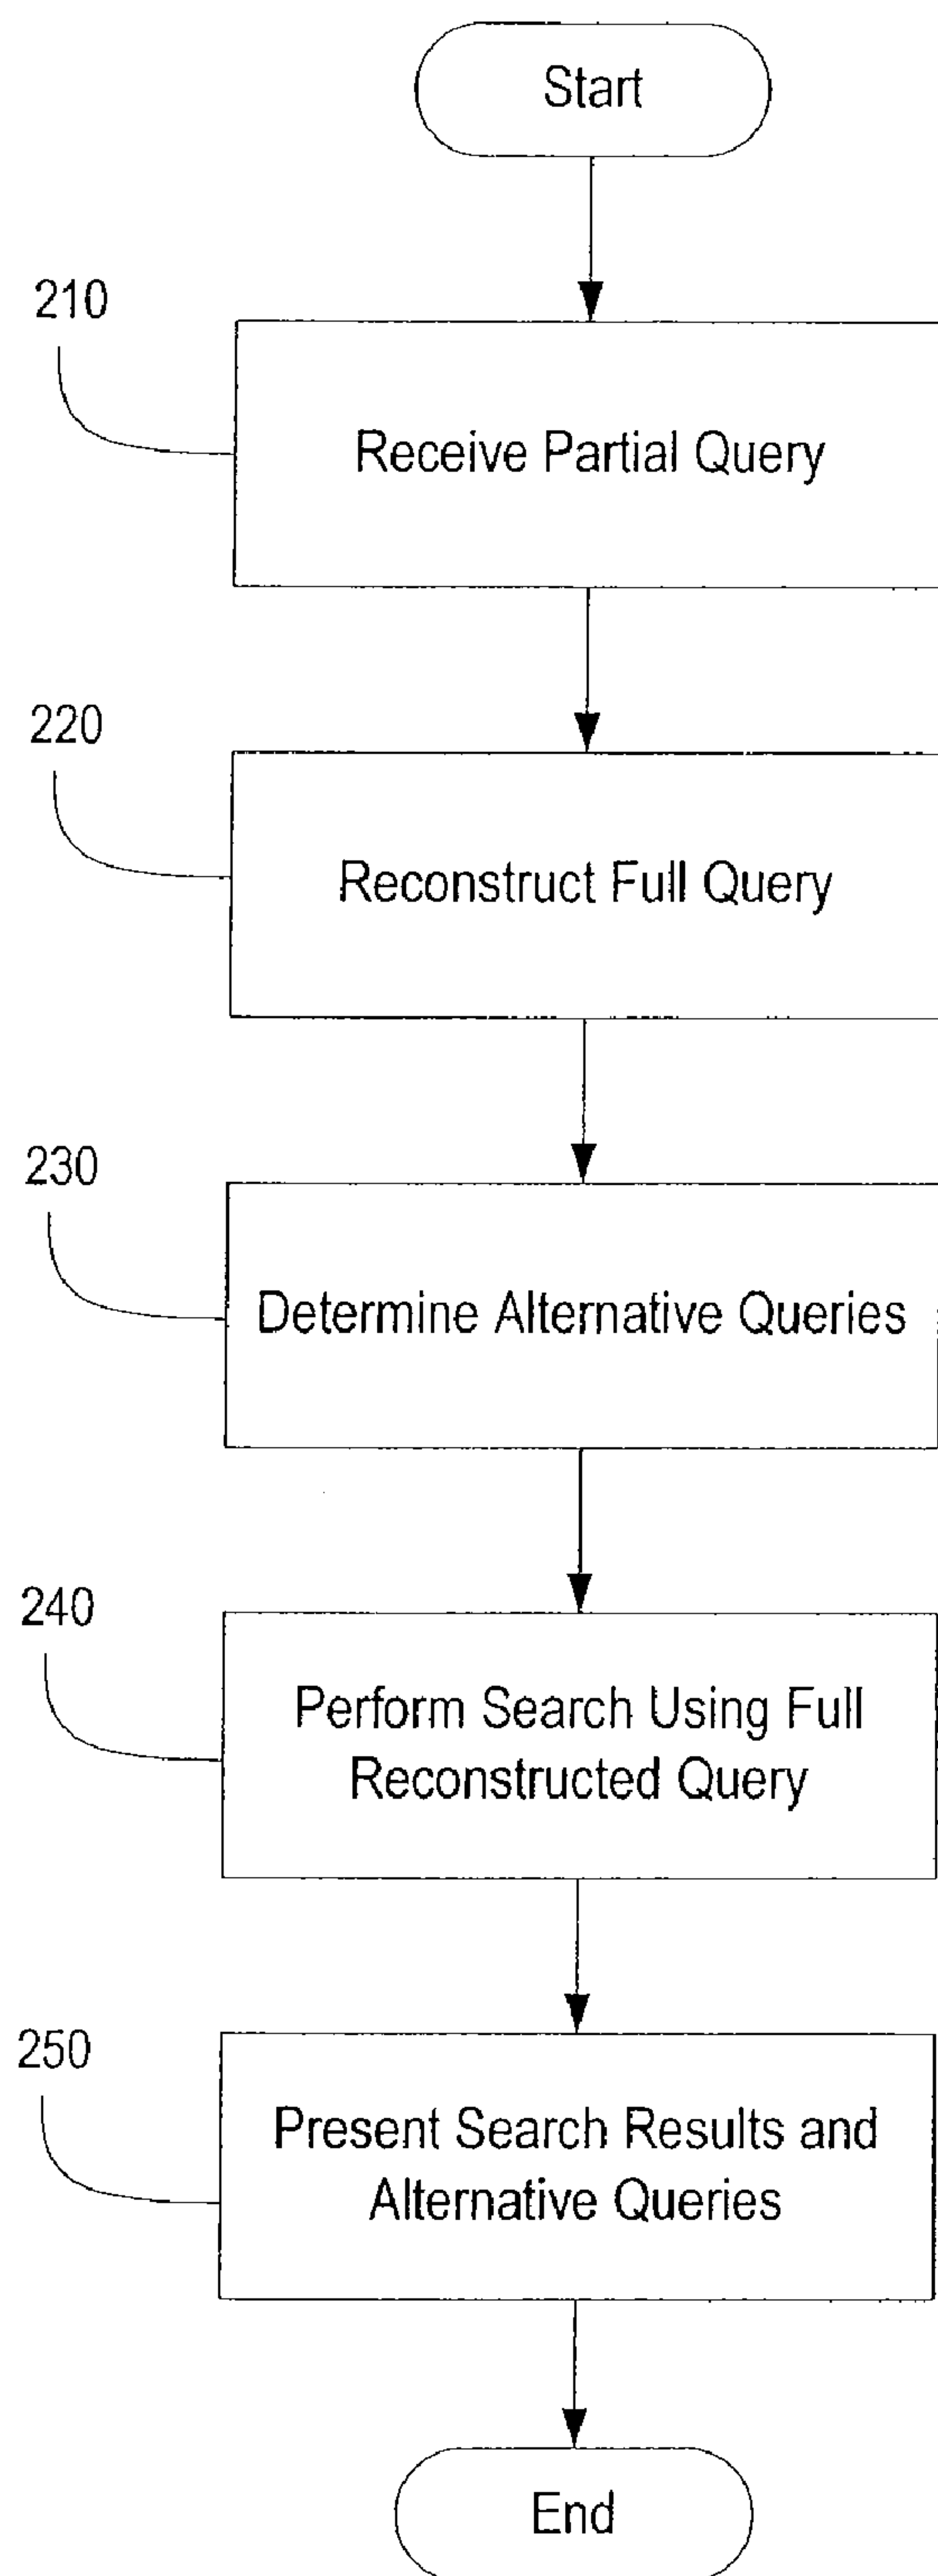 Start
210
Receive Partial Query
220
Reconstruct Full Query
230
Determine Alternative Queries
240
Perform Search Using Full
Reconstructed Query
250
Present Search Results and
Alternative Queries
End